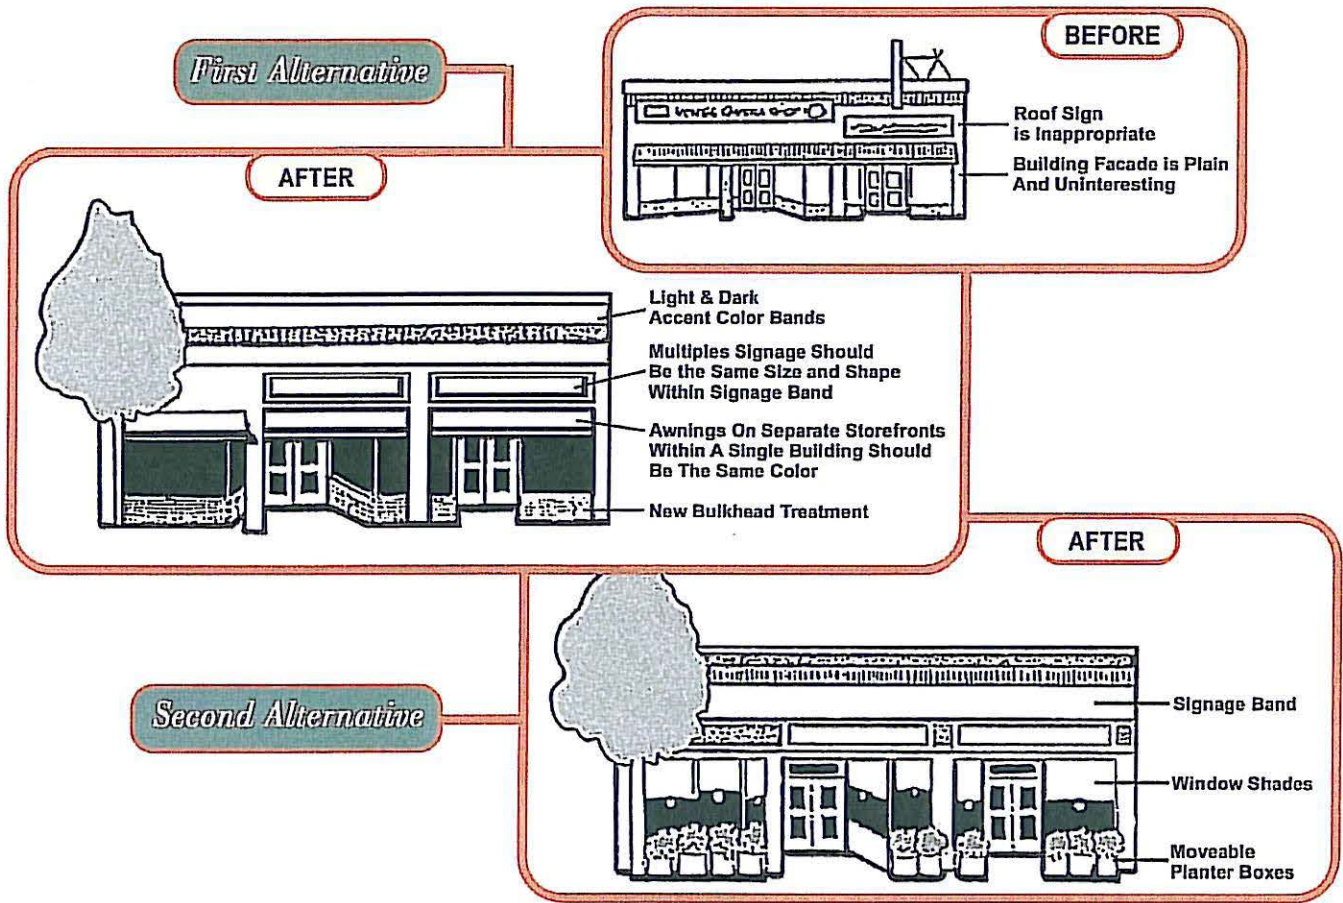 First Alternative
BEFORE
Roof Sign
is Inappropriate
Building Facade is Plain
And Uninteresting
AFTER
Light & Dark
Accent Color Bands
Multiples Signage Should
Be the Same Size and Shape
Within Signage Band
Awnings On Separate Storefronts
Within A Single Building Should
Be The Same Color
New Bulkhead Treatment
AFTER
Second Alternative
Signage Band
Window Shades
Moveable
Planter Boxes